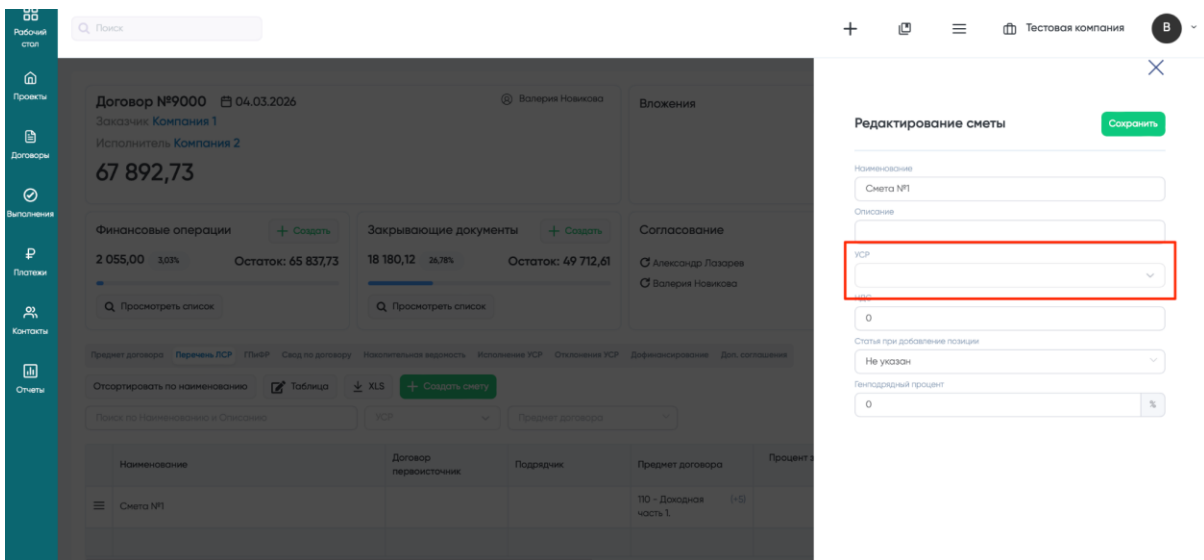 Рабочий
стол
Проекты
Договоры
Выполнения
Платежи
Контакты
Отчеты
Поиск
Тестовая компания
В
Договор №9000 04.03.2026
Валерия Новикова
Заказчик Компания 1
Исполнитель Компания 2
67 892,73
Вложения
Финансовые операции + Создать
2 055,00 3,03% Остаток: 65 837,73
Просмотреть список
Закрывающие документы + Создать
18 180,12 26,78% Остаток: 49 712,61
Просмотреть список
Согласование
Александр Лазарев
Валерия Новикова
Предмет договора Перечень ЛСР ГПиФР Свод по договору Накопительная ведомость Исполнение УСР Отклонения УСР Дофинансирование Доп. соглашения
Отсортировать по наименованию Таблица XLS + Создать смету
Поиск по Наименованию и Описанию УСР Предмет договора
Наименование
Договор
первоисточник
Подрядчик
Предмет договора
Процент
Смета №1
110 - Доходная (+5)
часть 1.
Редактирование сметы
Сохранить
Наименование
Смета №1
Описание
УСР
НДС
0
Статья при добавление позиции
Не указан
Генподрядный процент
0 %